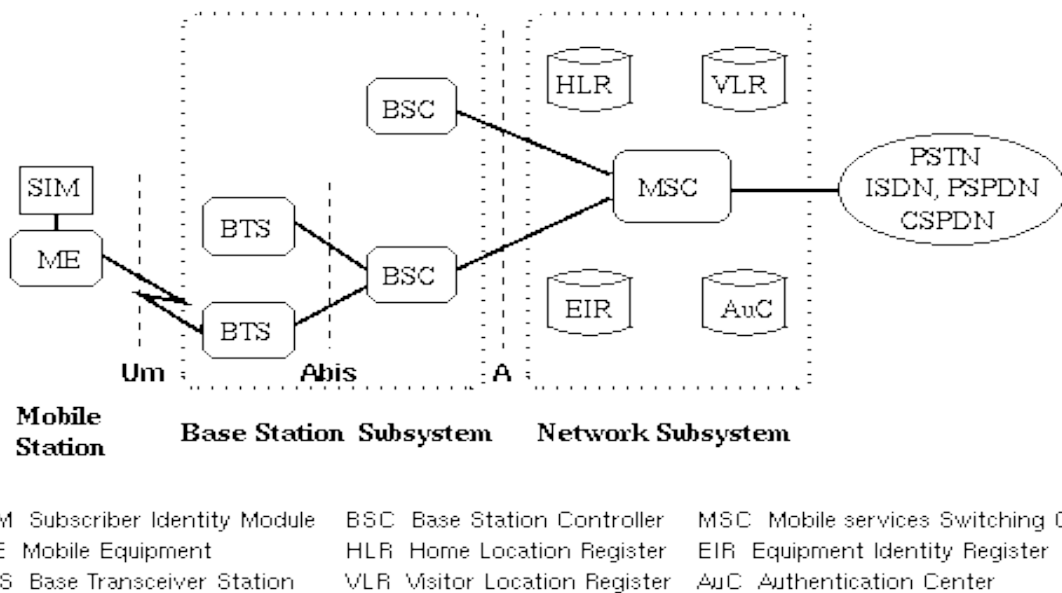 HLR
VLR
BSC
PSTN
ISDN, PSPDN
CSPDN
SIM
MSC
BTS
ME
BSC
EIR
AuC
BTS
Um
Abis
A
Mobile
Station
Base Station Subsystem
Network Subsystem
M Subscriber Identity Module BSC Base Station Controller MSC Mobile services Switching
E Mobile Equipment HLR Home Location Register EIR Equipment Identity Register
S Base Transceiver Station VLR Visitor Location Register AuC Authentication Center